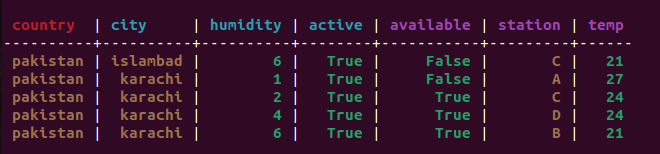 country | city | humidity | active | available | station | temp
----------+----------+----------+--------+-----------+---------+------
pakistan | islambad | 6 | True | False | C | 21
pakistan | karachi | 1 | True | False | A | 27
pakistan | karachi | 2 | True | True | C | 24
pakistan | karachi | 4 | True | True | D | 24
pakistan | karachi | 6 | True | True | B | 21